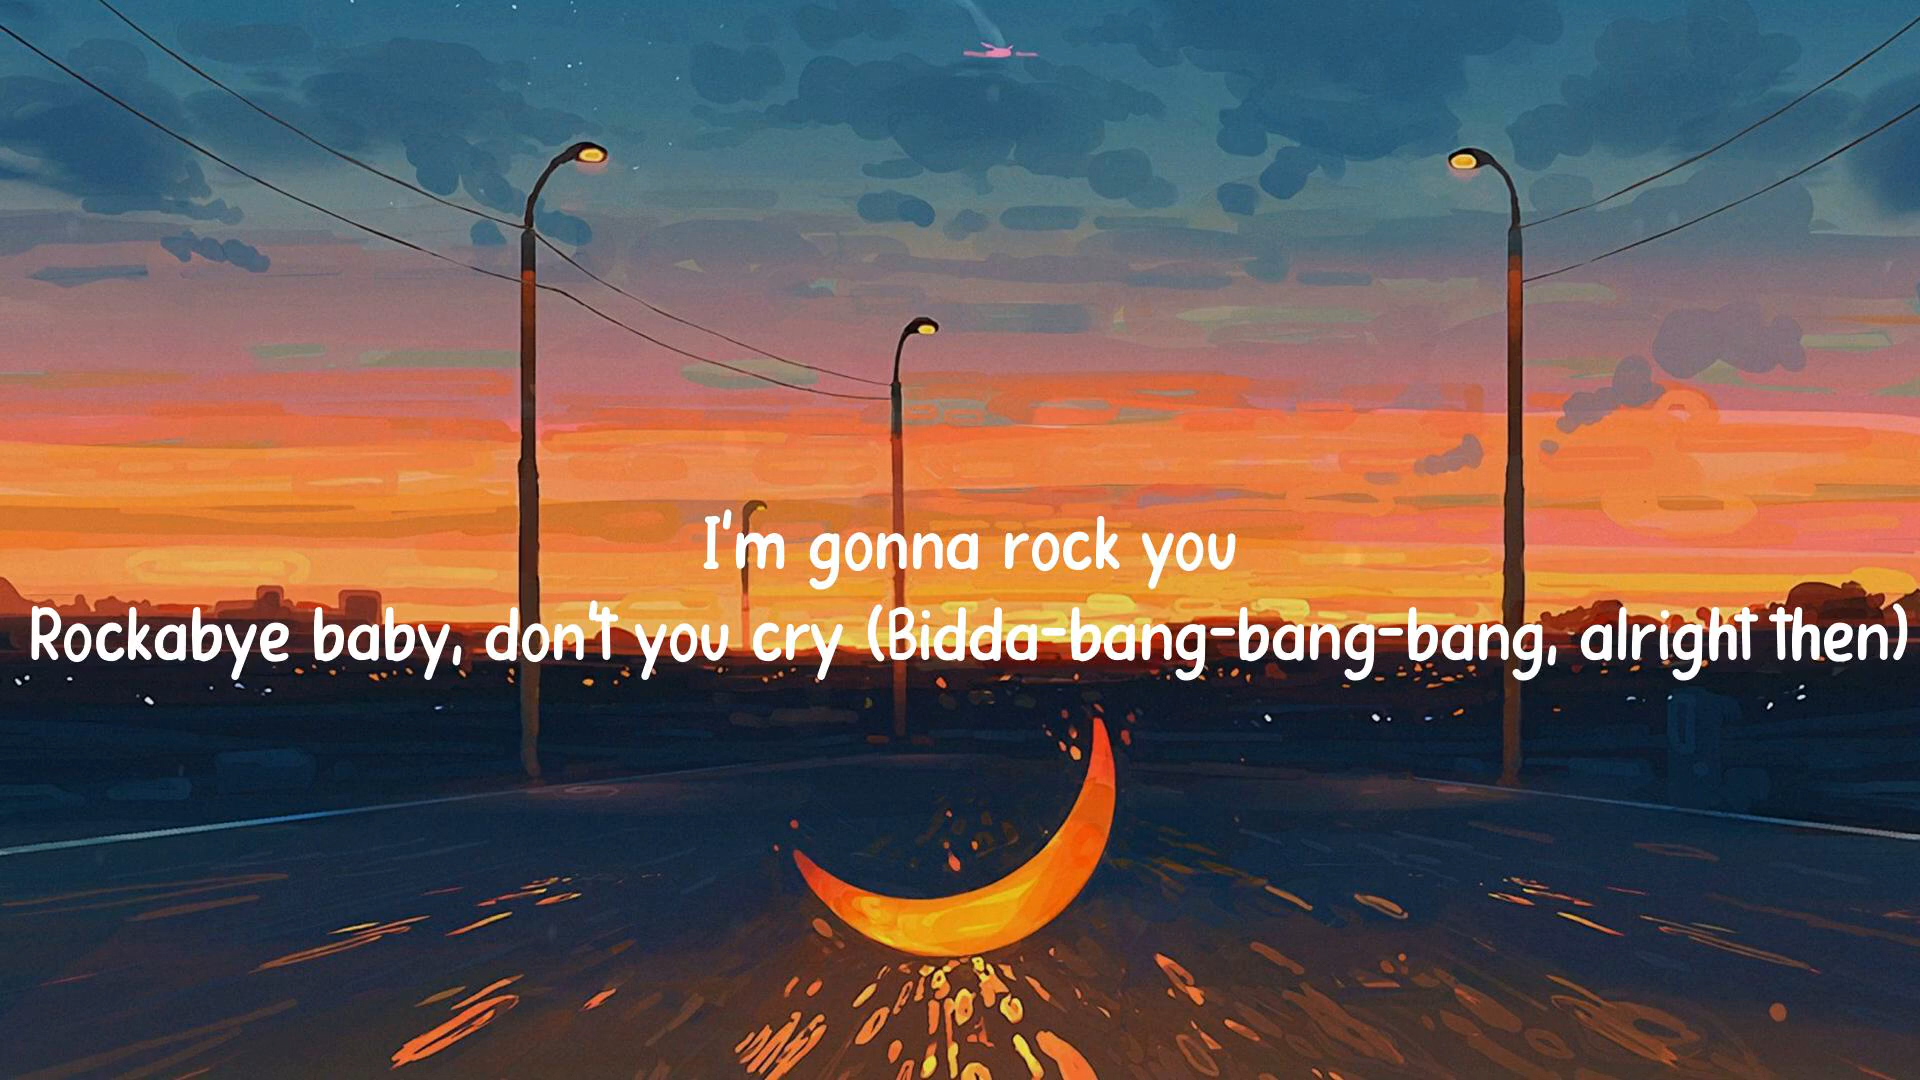 I'm gonna rock you
Rockabye baby, don't you cry (Bidda-bang-bang-bang, alright then)